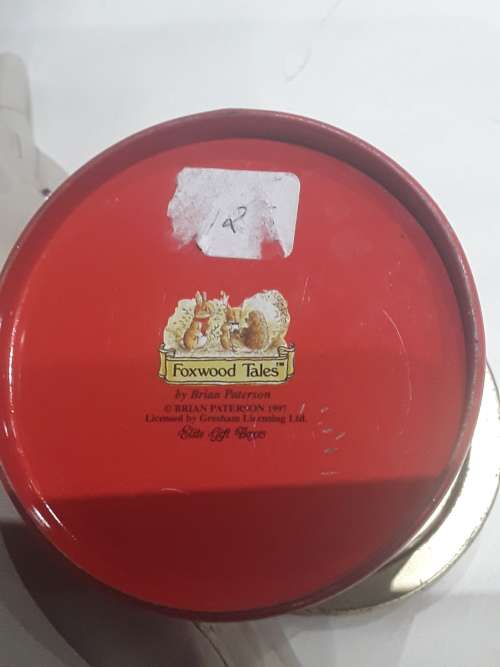 12
Foxwood Tales™
by Brian Paterson
© BRIAN PATERSON 1997
Licensed by Gresham Licensing Ltd.
Elite Gift Boxes